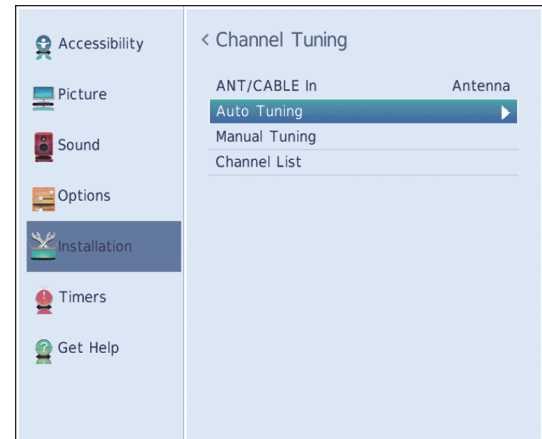 Accessibility
Picture
Sound
Options
Installation
Timers
Get Help
< Channel Tuning
ANT/CABLE In Antenna
Auto Tuning
Manual Tuning
Channel List